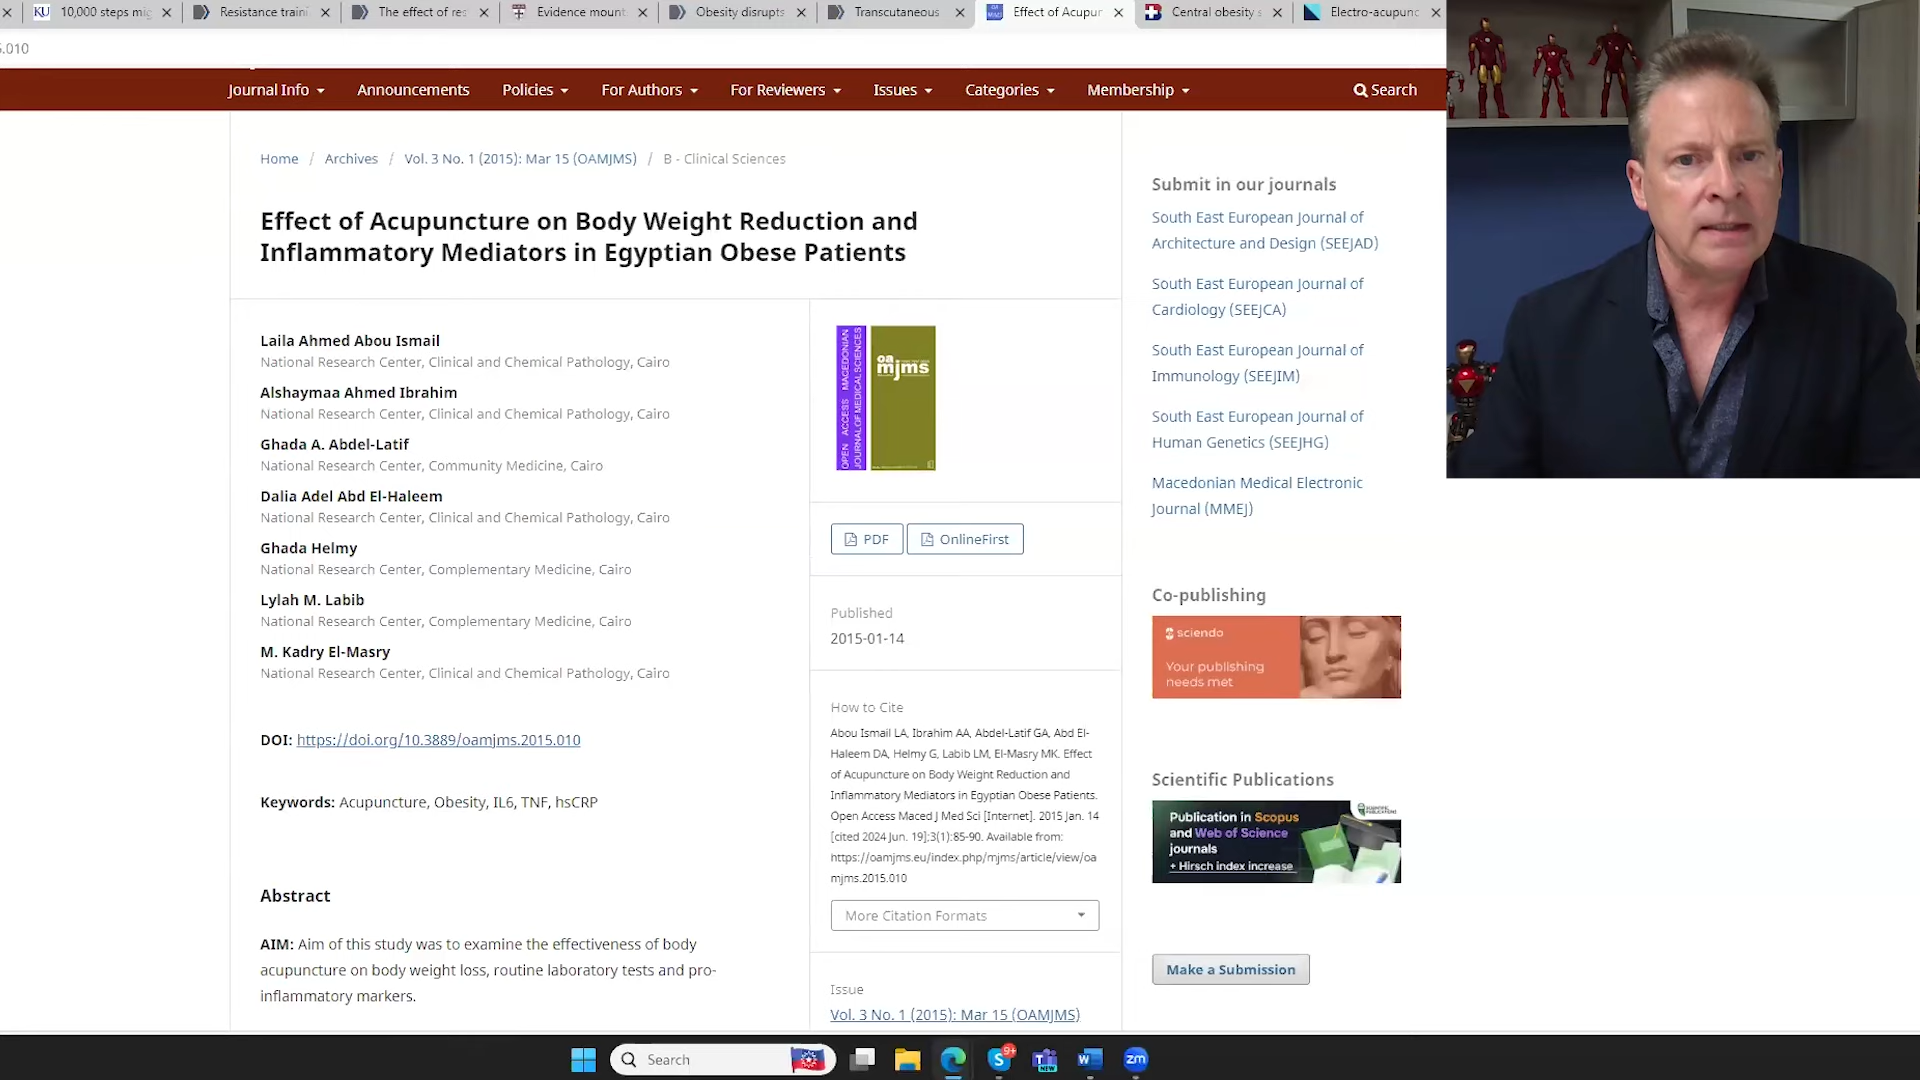 KU 10,000 steps mig
Resistance traini
The effect of res
Evidence mount
Obesity disrupts
Transcutaneous
Effect of Acupun
Central obesity s
Electro-acupunc
5.010
Journal Info
Announcements
Policies
For Authors
For Reviewers
Issues
Categories
Membership
Search
Home / Archives / Vol. 3 No. 1 (2015): Mar 15 (OAMJMS) / B - Clinical Sciences
Effect of Acupuncture on Body Weight Reduction and
Inflammatory Mediators in Egyptian Obese Patients
Laila Ahmed Abou Ismail
National Research Center, Clinical and Chemical Pathology, Cairo
Alshaymaa Ahmed Ibrahim
National Research Center, Clinical and Chemical Pathology, Cairo
Ghada A. Abdel-Latif
National Research Center, Community Medicine, Cairo
Dalia Adel Abd El-Haleem
National Research Center, Clinical and Chemical Pathology, Cairo
Ghada Helmy
National Research Center, Complementary Medicine, Cairo
Lylah M. Labib
National Research Center, Complementary Medicine, Cairo
M. Kadry El-Masry
National Research Center, Clinical and Chemical Pathology, Cairo
DOI: https://doi.org/10.3889/oamjms.2015.010
Keywords: Acupuncture, Obesity, IL6, TNF, hsCRP
Abstract
AIM: Aim of this study was to examine the effectiveness of body
acupuncture on body weight loss, routine laboratory tests and pro-
inflammatory markers.
OPEN ACCESS MACEDONIAN
JOURNAL OF MEDICAL SCIENCES
oa
mjms
PDF
OnlineFirst
Published
2015-01-14
How to Cite
Abou Ismail LA, Ibrahim AA, Abdel-Latif GA, Abd El-
Haleem DA, Helmy G, Labib LM, El-Masry MK. Effect
of Acupuncture on Body Weight Reduction and
Inflammatory Mediators in Egyptian Obese Patients.
Open Access Maced J Med Sci [Internet]. 2015 Jan. 14
[cited 2024 Jun. 19];3(1):85-90. Available from:
https://oamjms.eu/index.php/mjms/article/view/oa
mjms.2015.010
More Citation Formats
Issue
Vol. 3 No. 1 (2015): Mar 15 (OAMJMS)
Submit in our journals
South East European Journal of
Architecture and Design (SEEJAD)
South East European Journal of
Cardiology (SEEJCA)
South East European Journal of
Immunology (SEEJIM)
South East European Journal of
Human Genetics (SEEJHG)
Macedonian Medical Electronic
Journal (MMEJ)
Co-publishing
sciendo
Your publishing
needs met
Scientific Publications
Publication in Scopus
and Web of Science
journals
+ Hirsch index increase
Make a Submission
Search
9+
NEW
zm